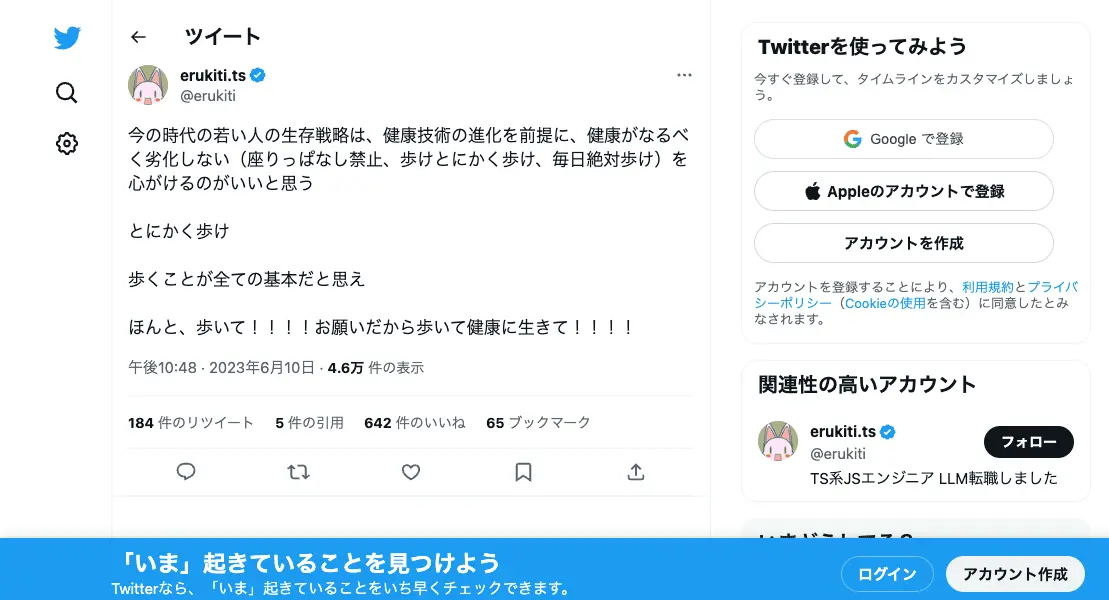 ツイート
erukiti.ts
@erukiti
今の時代の若い人の生存戦略は、健康技術の進化を前提に、健康がなるべ
く劣化しない（座りっぱなし禁止、歩けとにかく歩け、毎日絶対歩け）を
心がけるのがいいと思う
とにかく歩け
歩くことが全ての基本だと思え
ほんと、歩いて！！！！お願いだから歩いて健康に生きて！！！！
午後10:48 · 2023年6月10日 · 4.6万 件の表示
184 件のリツイート 5 件の引用 642 件のいいね 65 ブックマーク
Twitterを使ってみよう
今すぐ登録して、タイムラインをカスタマイズしましょ
う。
Google で登録
Appleのアカウントで登録
アカウントを作成
アカウントを登録することにより、利用規約とプライバ
シーポリシー（Cookieの使用を含む）に同意したとみ
なされます。
関連性の高いアカウント
erukiti.ts
@erukiti
フォロー
TS系JSエンジニア LLM転職しました
「いま」起きていることを見つけよう
Twitterなら、「いま」起きていることをいち早くチェックできます。
ログイン
アカウント作成